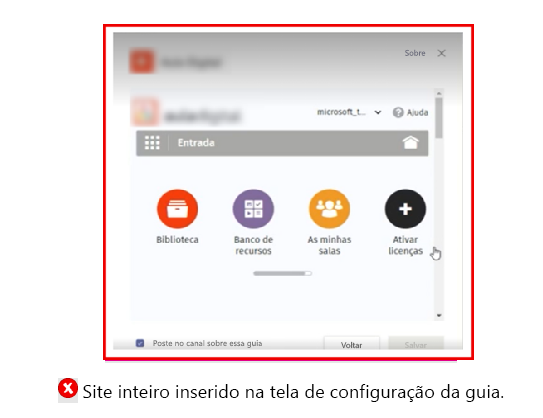 Sobre
microsoft_t...
Ajuda
Entrada
Biblioteca
Banco de
recursos
As minhas
salas
Ativar
licenças
Poste no canal sobre essa guia
Voltar
Salvar
Site inteiro inserido na tela de configuração da guia.